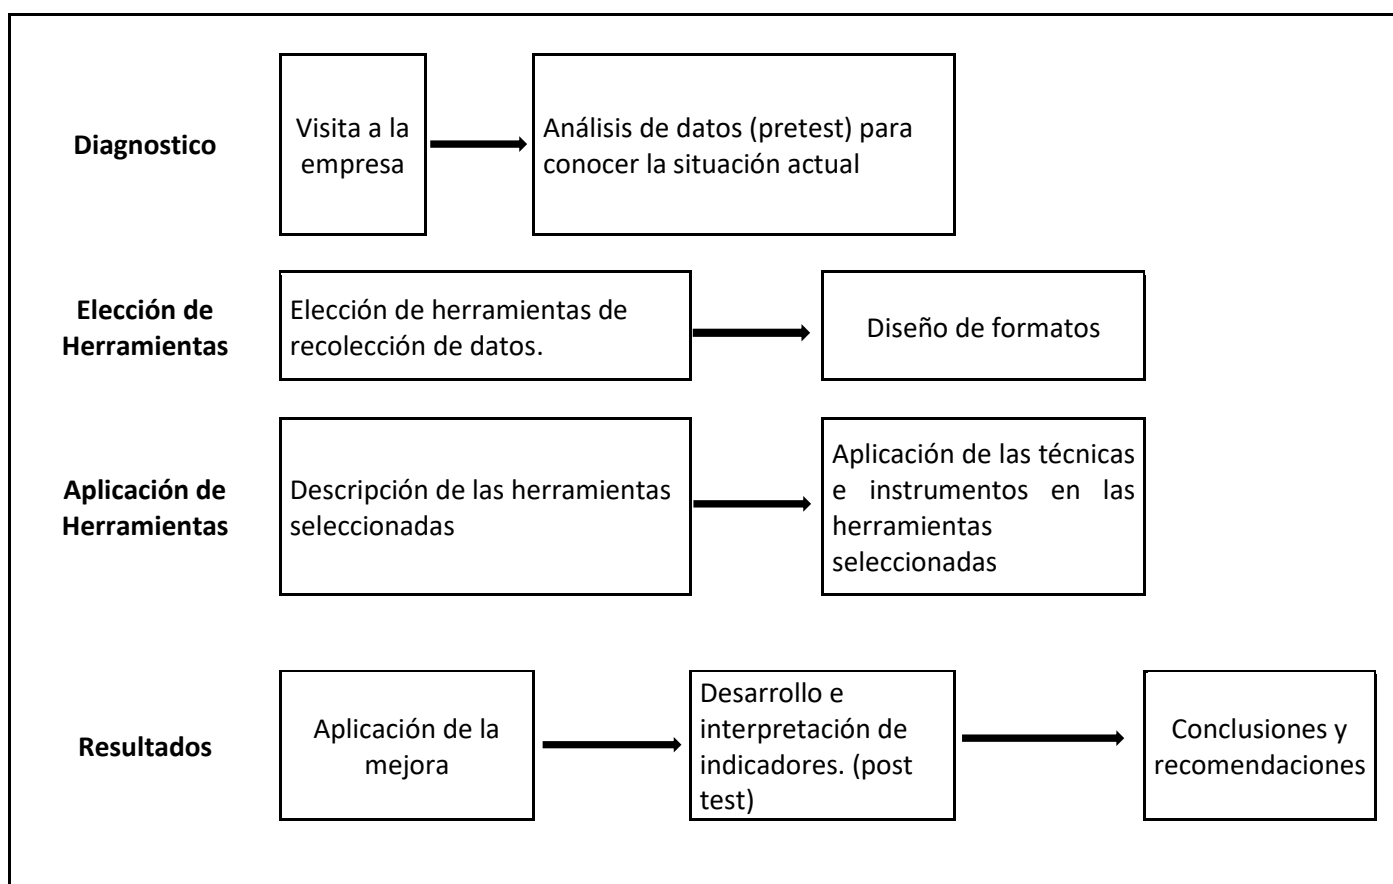 Diagnostico
Visita a la
empresa
Análisis de datos (pretest) para
conocer la situación actual
Elección de
Herramientas
Elección de herramientas de
recolección de datos.
Diseño de formatos
Aplicación de
Herramientas
Descripción de las herramientas
seleccionadas
Aplicación de las técnicas
e instrumentos en las
herramientas
seleccionadas
Resultados
Aplicación de la
mejora
Desarrollo e
interpretación de
indicadores. (post
test)
Conclusiones y
recomendaciones